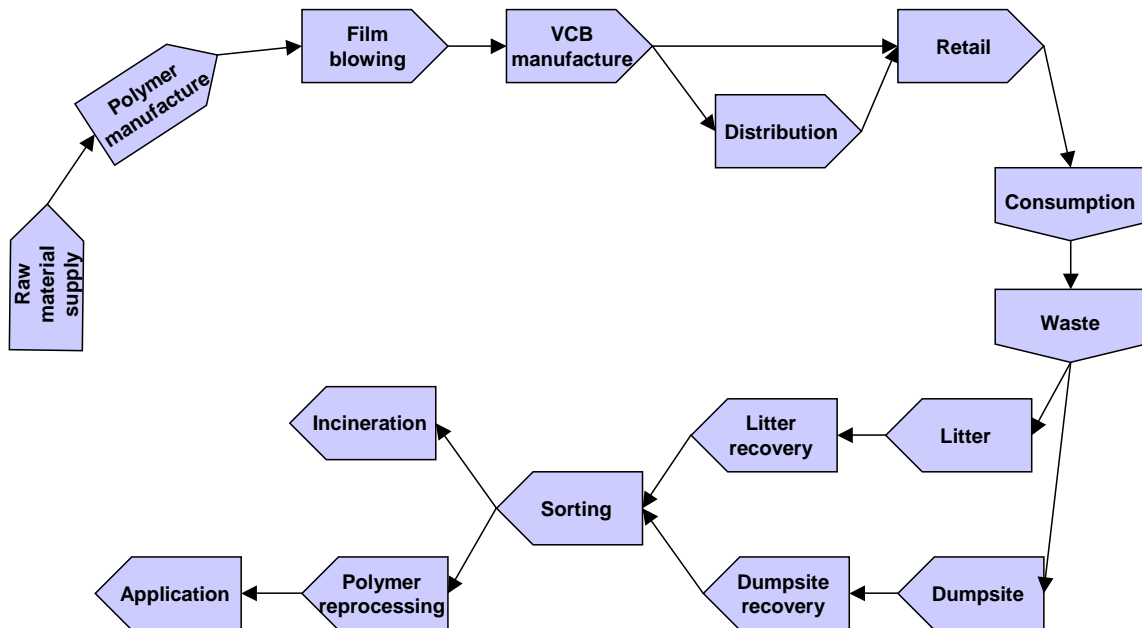 Film
blowing
VCB
manufacture
Retail
Polymer
manufacture
Distribution
Consumption
Raw
material
supply
Waste
Incineration
Litter
recovery
Litter
Sorting
Application
Polymer
reprocessing
Dumpsite
recovery
Dumpsite